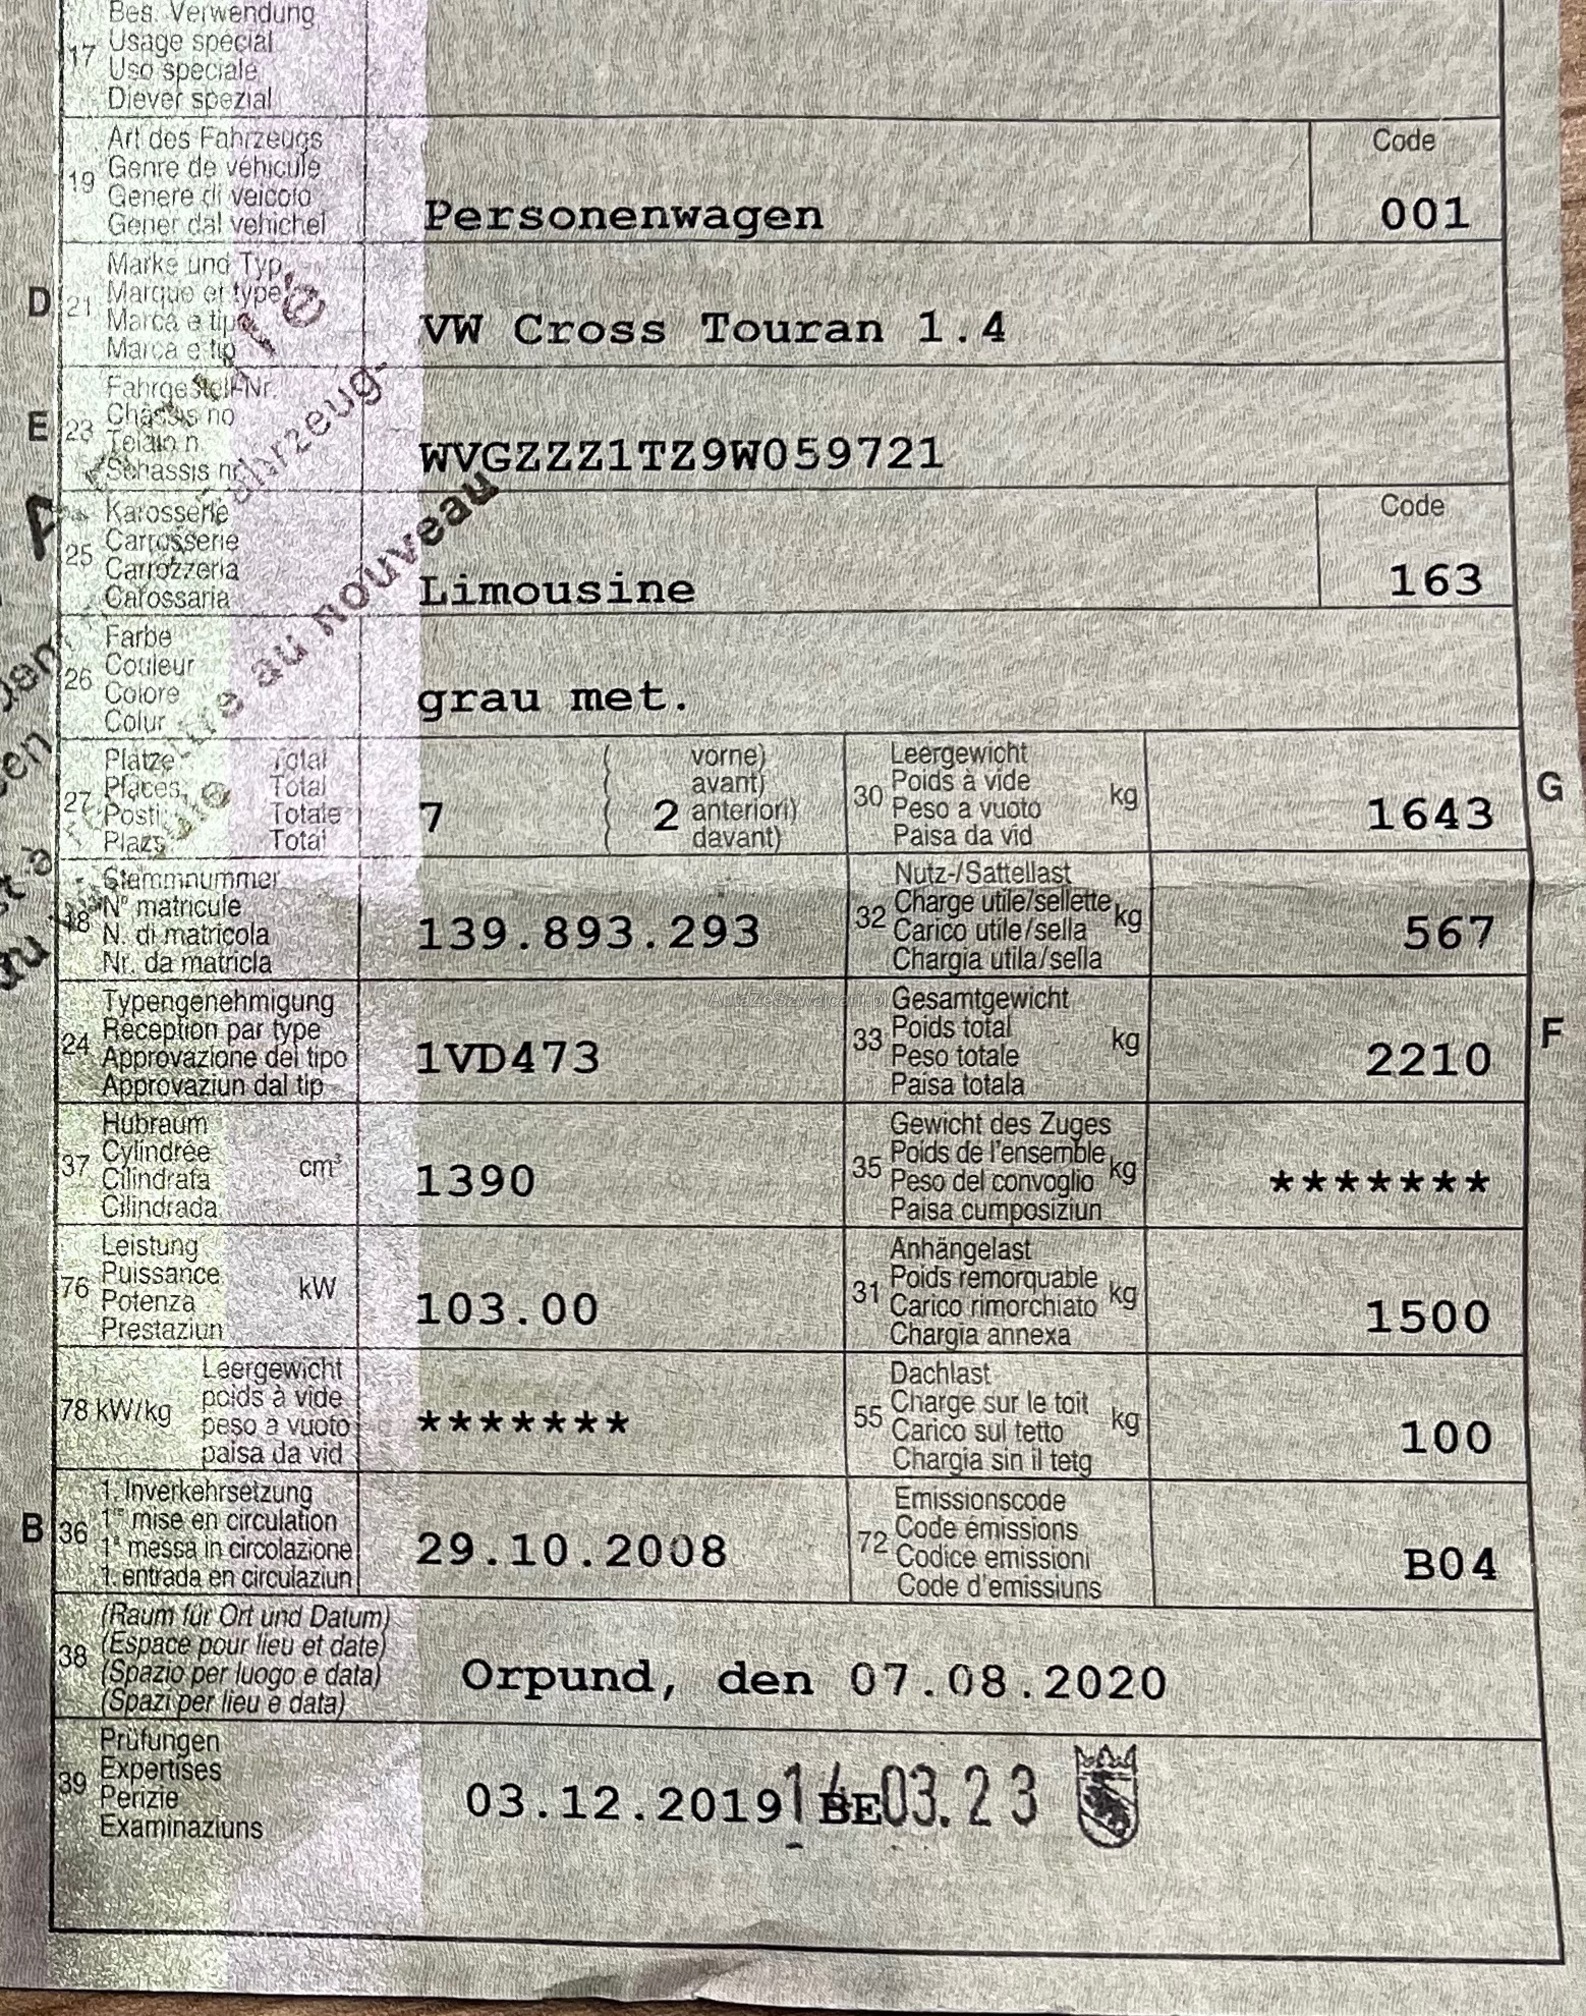 Bes. Verwendung
17 Usage spécial
Uso speciale
Diever spezial
Art des Fahrzeugs
19 Genre de véhicule
Genere di veicolo
Gener dal vehichel
Personenwagen
Code
001
D 21 Marke und Typ
Marque et type
Marca e tipo
Marca e tip
VW Cross Touran 1.4
E 23 Fahrgestell-Nr.
Châssis no
Telaio n.
Schassis nr.
WVGZZZ1TZ9W059721
25 Karosserie
Carrosserie
Carrozzeria
Carossaria
Limousine
Code
163
26 Farbe
Couleur
Colore
Colur
grau met.
27 Plätze Total
Places Total
Posti Totale
Plazs Total
7
( 2 vorne)
( avant)
( anteriori)
( davant)
30 Leergewicht
Poids à vide kg
Peso a vuoto
Paisa da vid
1643
G
18 Stammnummer
N° matricule
N. di matricola
Nr. da matricla
139.893.293
32 Nutz-/Sattellast
Charge utile/sellette kg
Carico utile/sella
Chargia utila/sella
567
24 Typengenehmigung
Réception par type
Approvazione del tipo
Approvaziun dal tip
1VD473
AutaZeSzwajcarii.pl
33 Gesamtgewicht
Poids total kg
Peso totale
Paisa totala
2210
F
37 Hubraum
Cylindrée cm³
Cilindrata
Cilindrada
1390
35 Gewicht des Zuges
Poids de l'ensemble kg
Peso del convoglio
Paisa cumposiziun
*******
76 Leistung
Puissance kW
Potenza
Prestaziun
103.00
31 Anhängelast
Poids remorquable kg
Carico rimorchiato
Chargia annexa
1500
78 kW/kg Leergewicht
poids à vide
peso a vuoto
paisa da vid
*******
55 Dachlast
Charge sur le toit kg
Carico sul tetto
Chargia sin il tetg
100
B 36 1. Inverkehrsetzung
1re mise en circulation
1a messa in circolazione
1. entrada en circulaziun
29.10.2008
72 Emissionscode
Code émissions
Codice emissioni
Code d'emissiuns
B04
38 (Raum für Ort und Datum)
(Espace pour lieu et date)
(Spazio per luogo e data)
(Spazi per lieu e data)
Orpund, den 07.08.2020
39 Prüfungen
Expertises
Perizie
Examinaziuns
03.12.2019 BE
14.03.23
Fahrzeug-
au nouveau